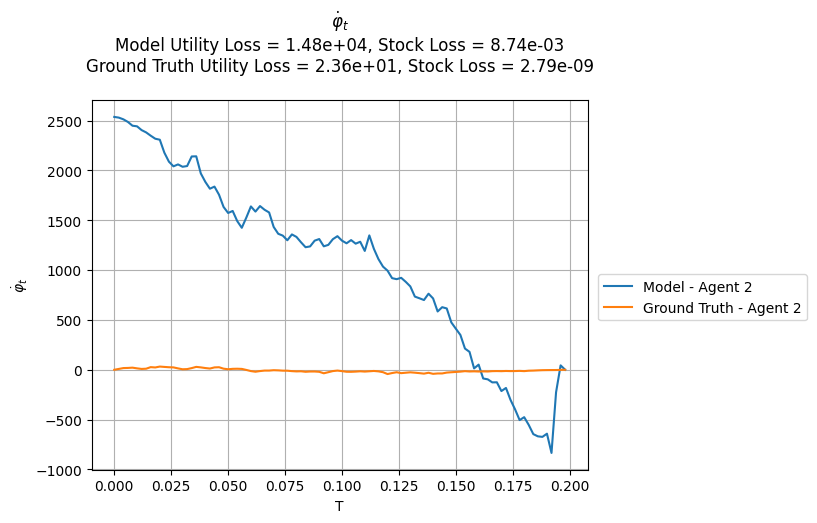 φ̇ₜ
Model Utility Loss = 1.48e+04, Stock Loss = 8.74e-03
Ground Truth Utility Loss = 2.36e+01, Stock Loss = 2.79e-09
2500
2000
1500
1000
500
0
−500
−1000
φ̇ₜ
0.000 0.025 0.050 0.075 0.100 0.125 0.150 0.175 0.200
T
Model - Agent 2
Ground Truth - Agent 2